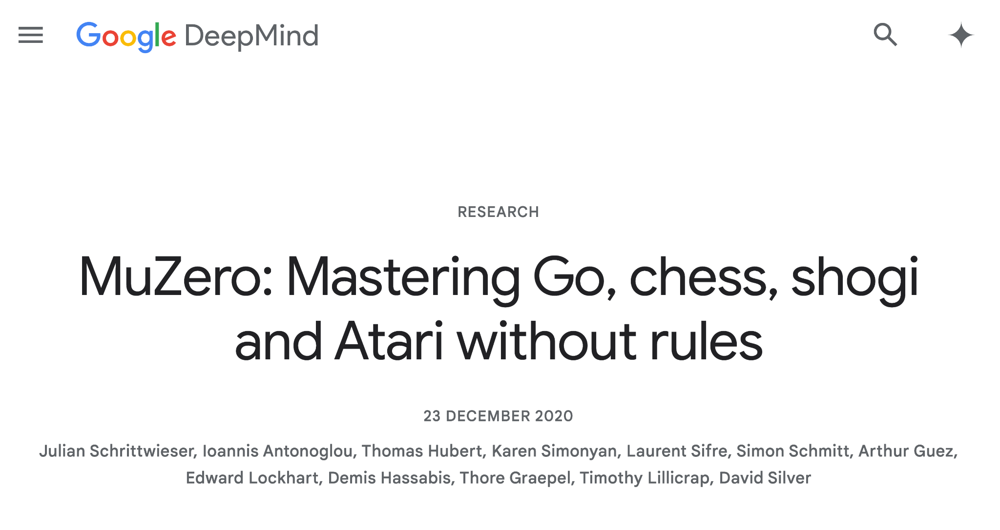 Google DeepMind
RESEARCH
MuZero: Mastering Go, chess, shogi
and Atari without rules
23 DECEMBER 2020
Julian Schrittwieser, Ioannis Antonoglou, Thomas Hubert, Karen Simonyan, Laurent Sifre, Simon Schmitt, Arthur Guez,
Edward Lockhart, Demis Hassabis, Thore Graepel, Timothy Lillicrap, David Silver